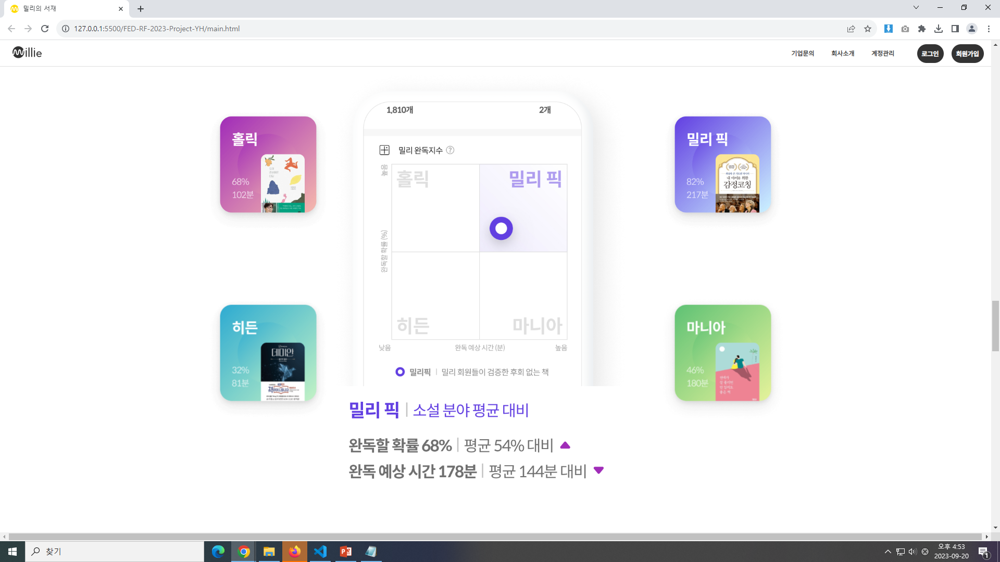 밀리의 서재
127.0.0.1:5500/FED-RF-2023-Project-YH/main.html
millie
기업문의
회사소개
계정관리
로그인
회원가입
1,810개
2개
홀릭
68%
102분
밀리 픽
82%
217분
내 아이를 위한
감정코칭
밀리 완독지수 ?
높음
홀릭
밀리 픽
완독할 확률 (%)
히든
마니아
낮음
완독 예상 시간 (분)
높음
밀리픽 | 밀리 회원들이 검증한 후회 없는 책
히든
데미안
32%
81분
마니아
46%
180분
밀리 픽 | 소설 분야 평균 대비
완독할 확률 68% | 평균 54% 대비
완독 예상 시간 178분 | 평균 144분 대비
찾기
오후 4:53
2023-09-20
1